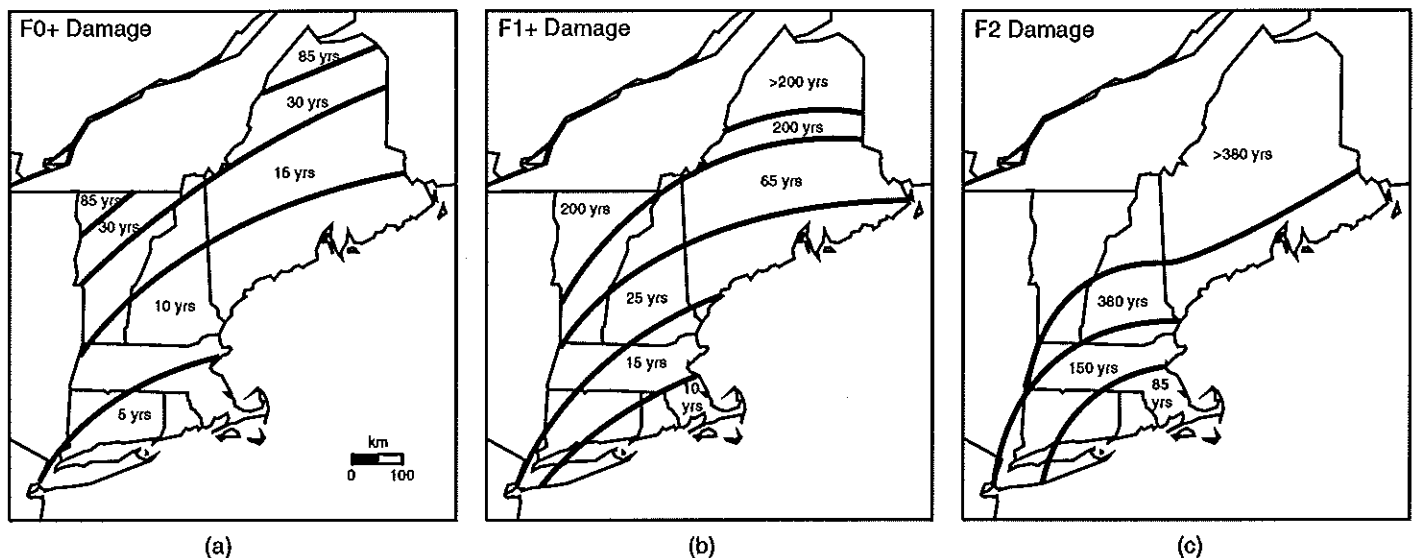 F0+ Damage
85 yrs
30 yrs
15 yrs
85 yrs
30 yrs
10 yrs
5 yrs
km
0 100
(a)
F1+ Damage
>200 yrs
200 yrs
65 yrs
200 yrs
25 yrs
15 yrs
10
yrs
(b)
F2 Damage
>380 yrs
380 yrs
150 yrs
85
yrs
(c)